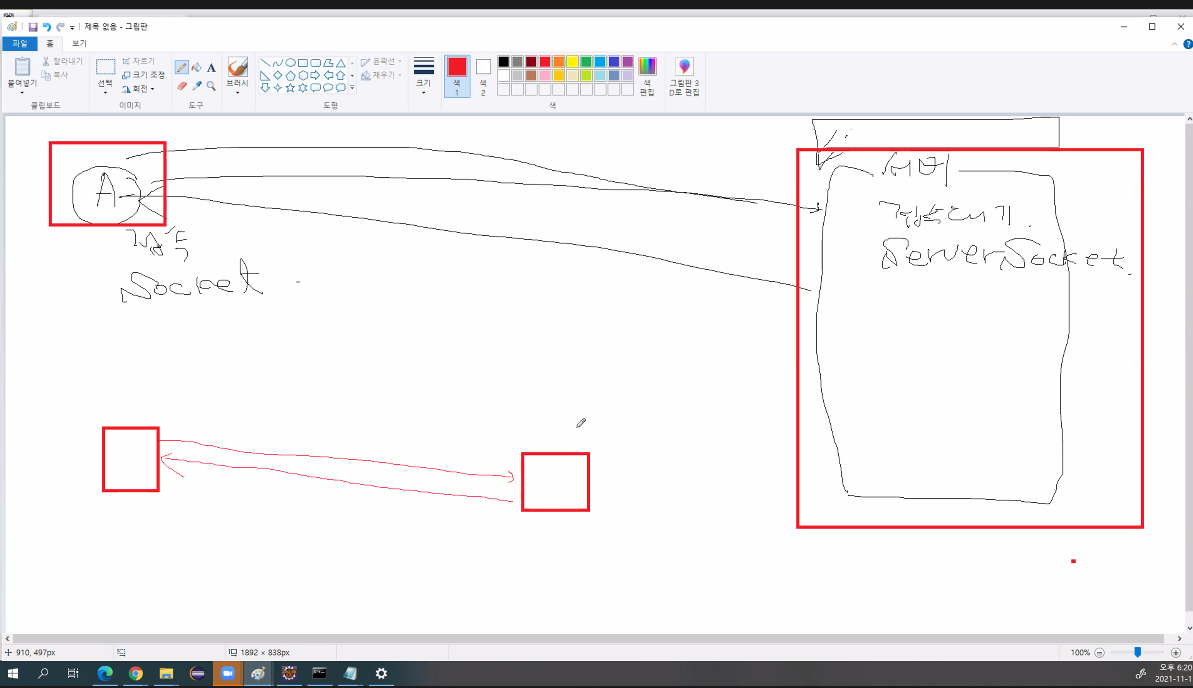 제목 없음 - 그림판
파일 홈 보기
붙여넣기
잘라내기
복사
클립보드
선택
자르기
크기 조정
회전
이미지
A
도구
브러시
윤곽선
채우기
도형
크기
색
1
색
2
색
편집
그림판 3
D로 편집
색
A
접속
Socket
서버
접속대기
ServerSocket
910, 497px
1892 × 838px
100%
오후 6:20
2021-11-1